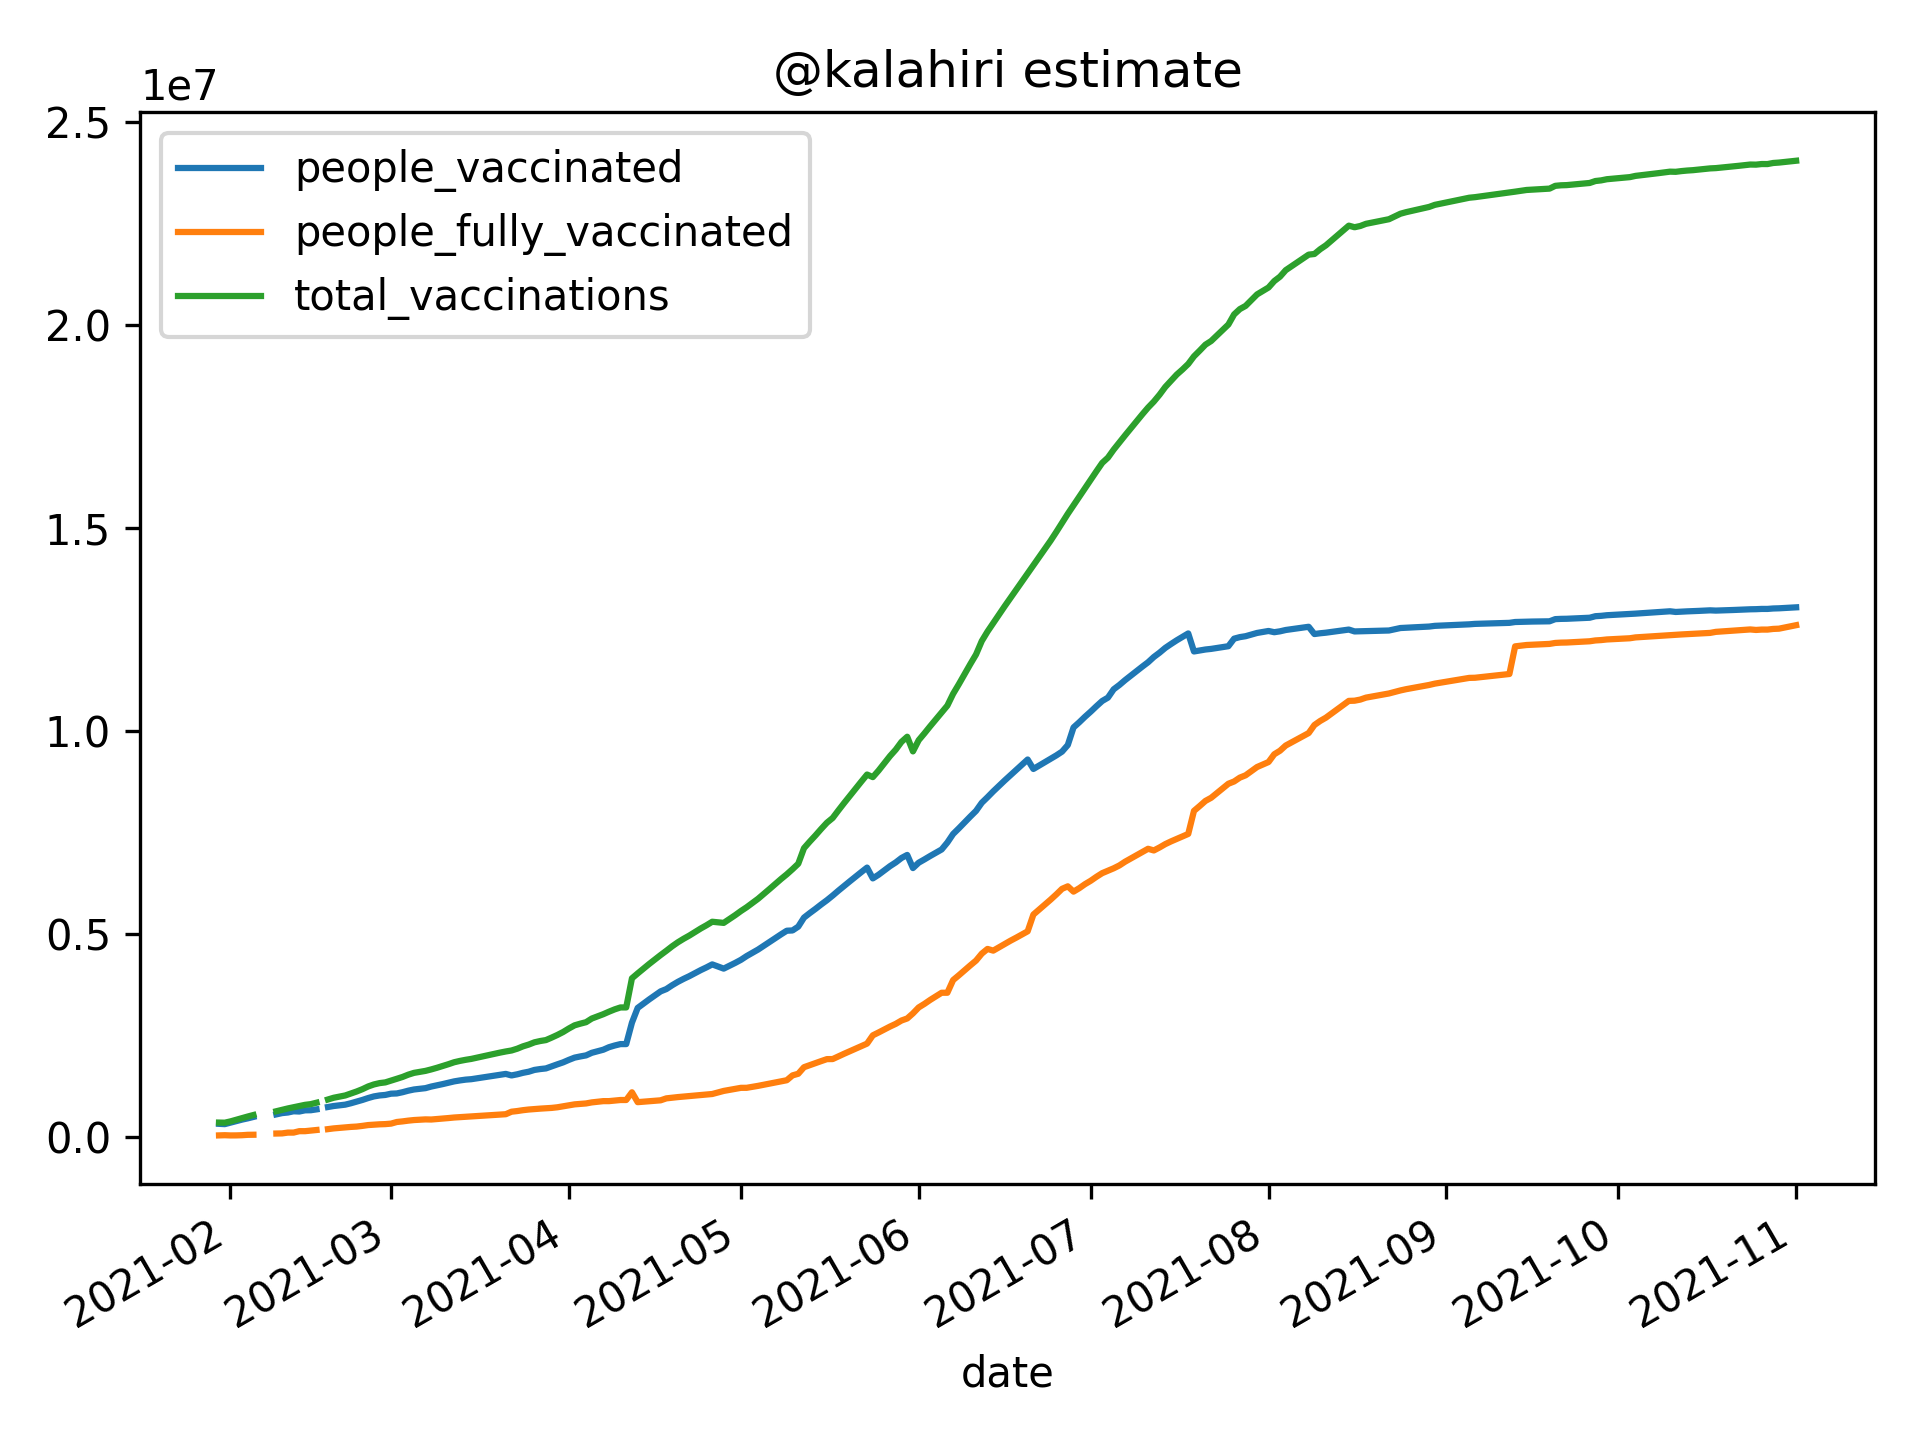 @kalahiri estimate
1e7
2.5
2.0
1.5
1.0
0.5
0.0
people_vaccinated
people_fully_vaccinated
total_vaccinations
2021-02
2021-03
2021-04
2021-05
2021-06
2021-07
2021-08
2021-09
2021-10
2021-11
date